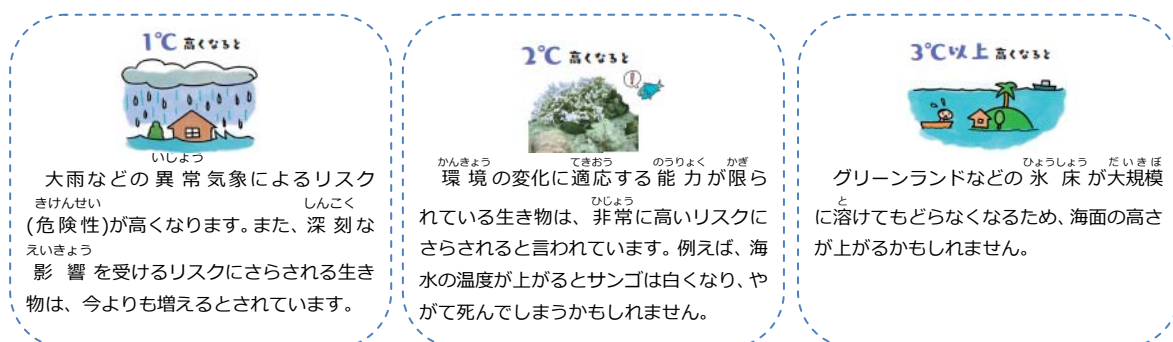 1℃ 高くなると
いじょう
大雨などの異常気象によるリスク
きけんせい しんこく
(危険性)が高くなります。また、深刻な
えいきょう
影響を受けるリスクにさらされる生き
物は、今よりも増えるとされています。
2℃ 高くなると
かんきょう てきおう のうりょく かぎ
環境の変化に適応する能力が限ら
ひじょう
れている生き物は、非常に高いリスクに
さらされると言われています。例えば、海
水の温度が上がるとサンゴは白くなり、や
がて死んでしまうかもしれません。
3℃以上 高くなると
ひょうしょう だいきぼ
グリーンランドなどの氷床が大規模
と
に溶けてもどらなくなるため、海面の高さ
が上がるかもしれません。